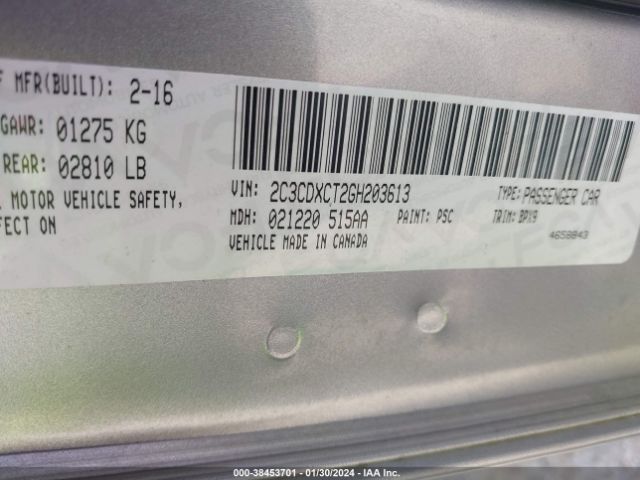 F MFR(BUILT): 2-16
GAWR: 01275 KG
REAR: 02810 LB
MOTOR VEHICLE SAFETY,
FECT ON
VIN: 2C3CDXCT2GH203613
TYPE: PASSENGER CAR
MDH: 021220 515AA
PAINT: PSC
TRIM: BPX9
VEHICLE MADE IN CANADA
4658843
000-38453701 - 01/30/2024 - IAA Inc.